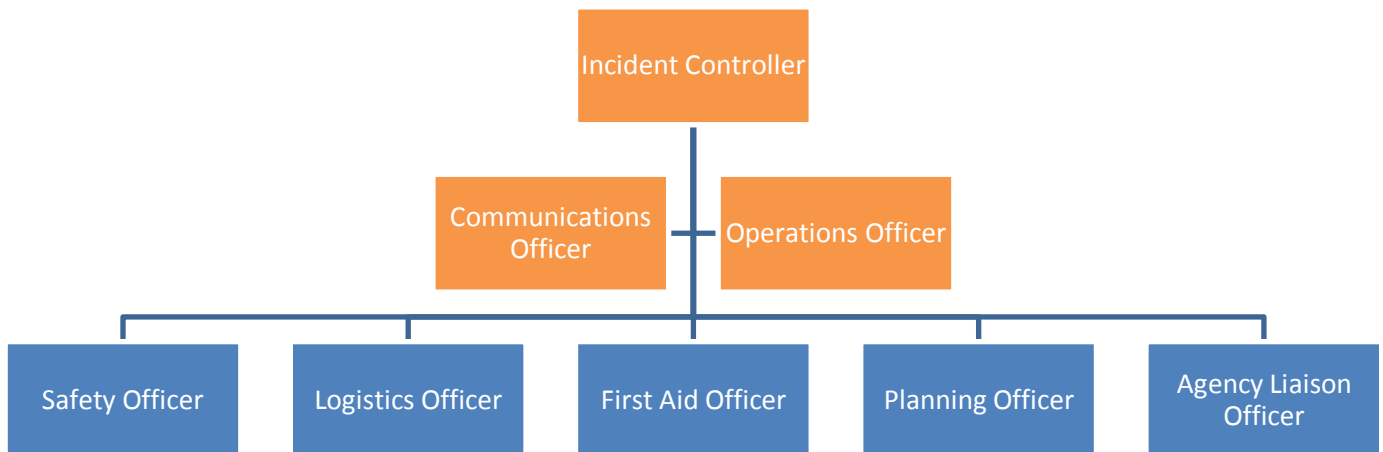 Incident Controller
Communications
Officer
Operations Officer
Safety Officer
Logistics Officer
First Aid Officer
Planning Officer
Agency Liaison
Officer